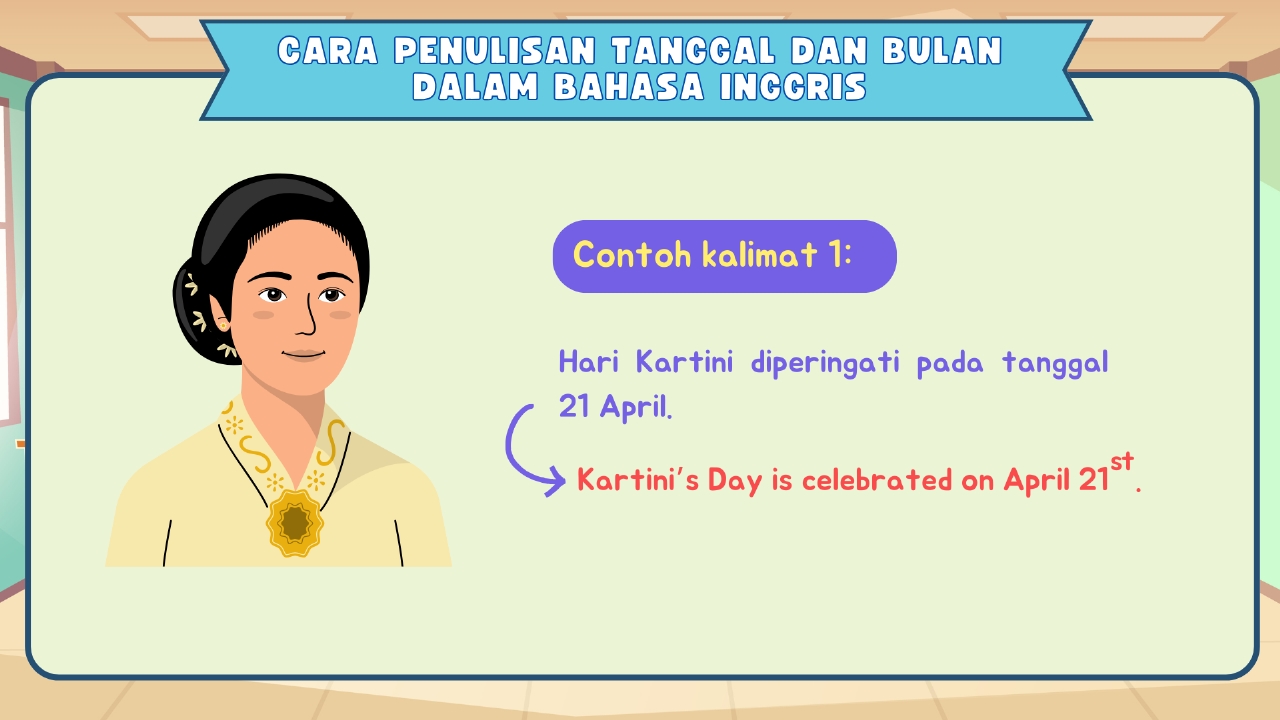 CARA PENULISAN TANGGAL DAN BULAN
DALAM BAHASA INGGRIS
Contoh kalimat 1:
Hari Kartini diperingati pada tanggal
21 April.
Kartini's Day is celebrated on April 21st.